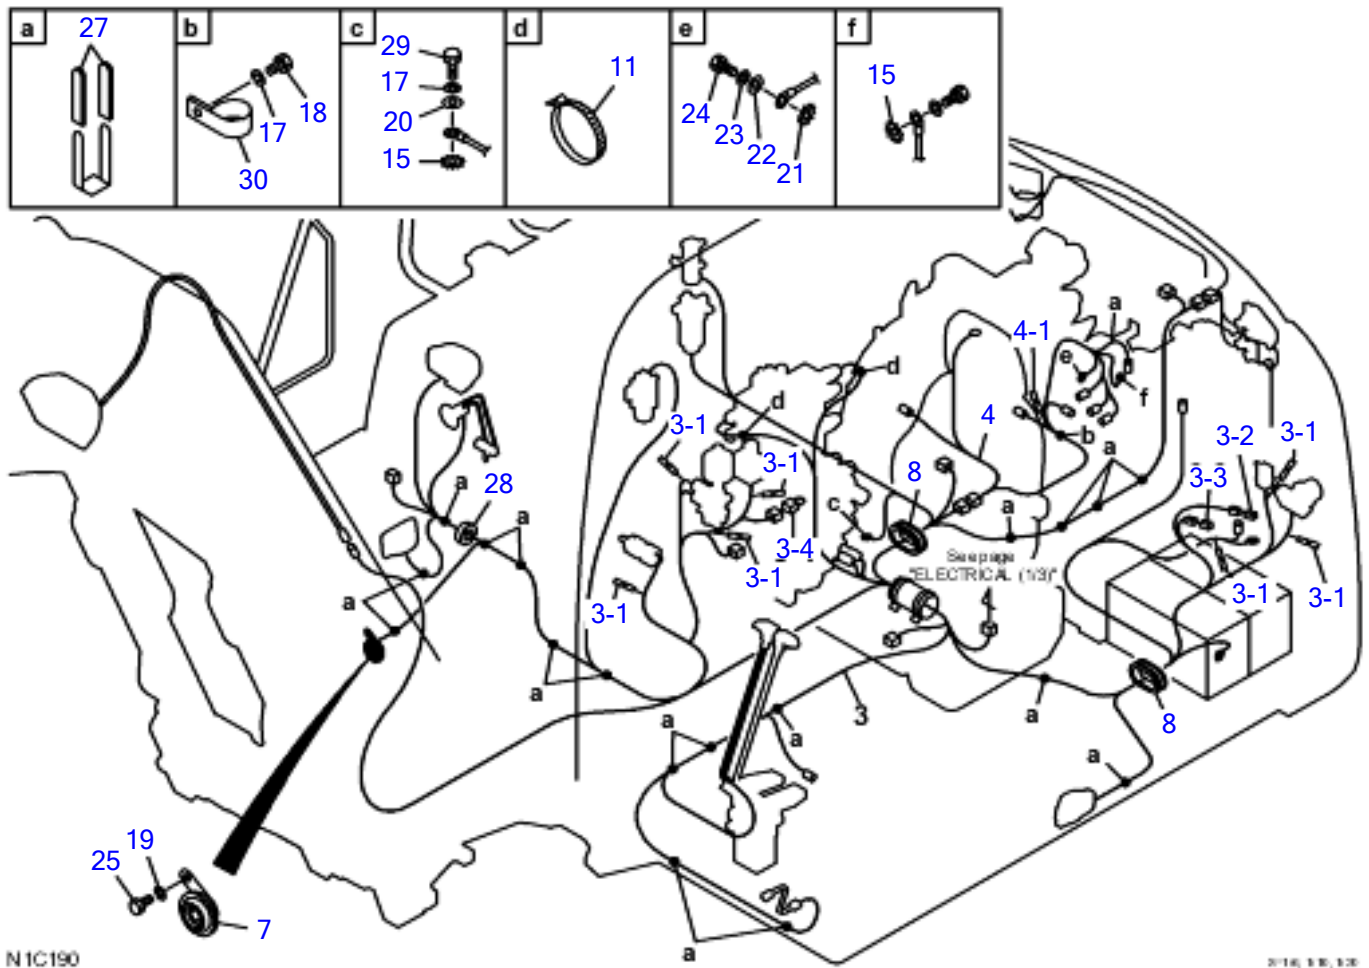 a
27
b
18
17
30
c
29
17
20
15
d
11
e
24
23
22
21
f
15
a
4-1
e
f
d
d
3-1
4
b
3-2
3-1
a
3-1
8
3-3
28
a
a
c
a
3-4
3-1
See page
"ELECTRICAL (1/3)"
4
3-1
3-1
3-1
a
a
3
a
8
a
a
a
19
25
7
a
N1C190